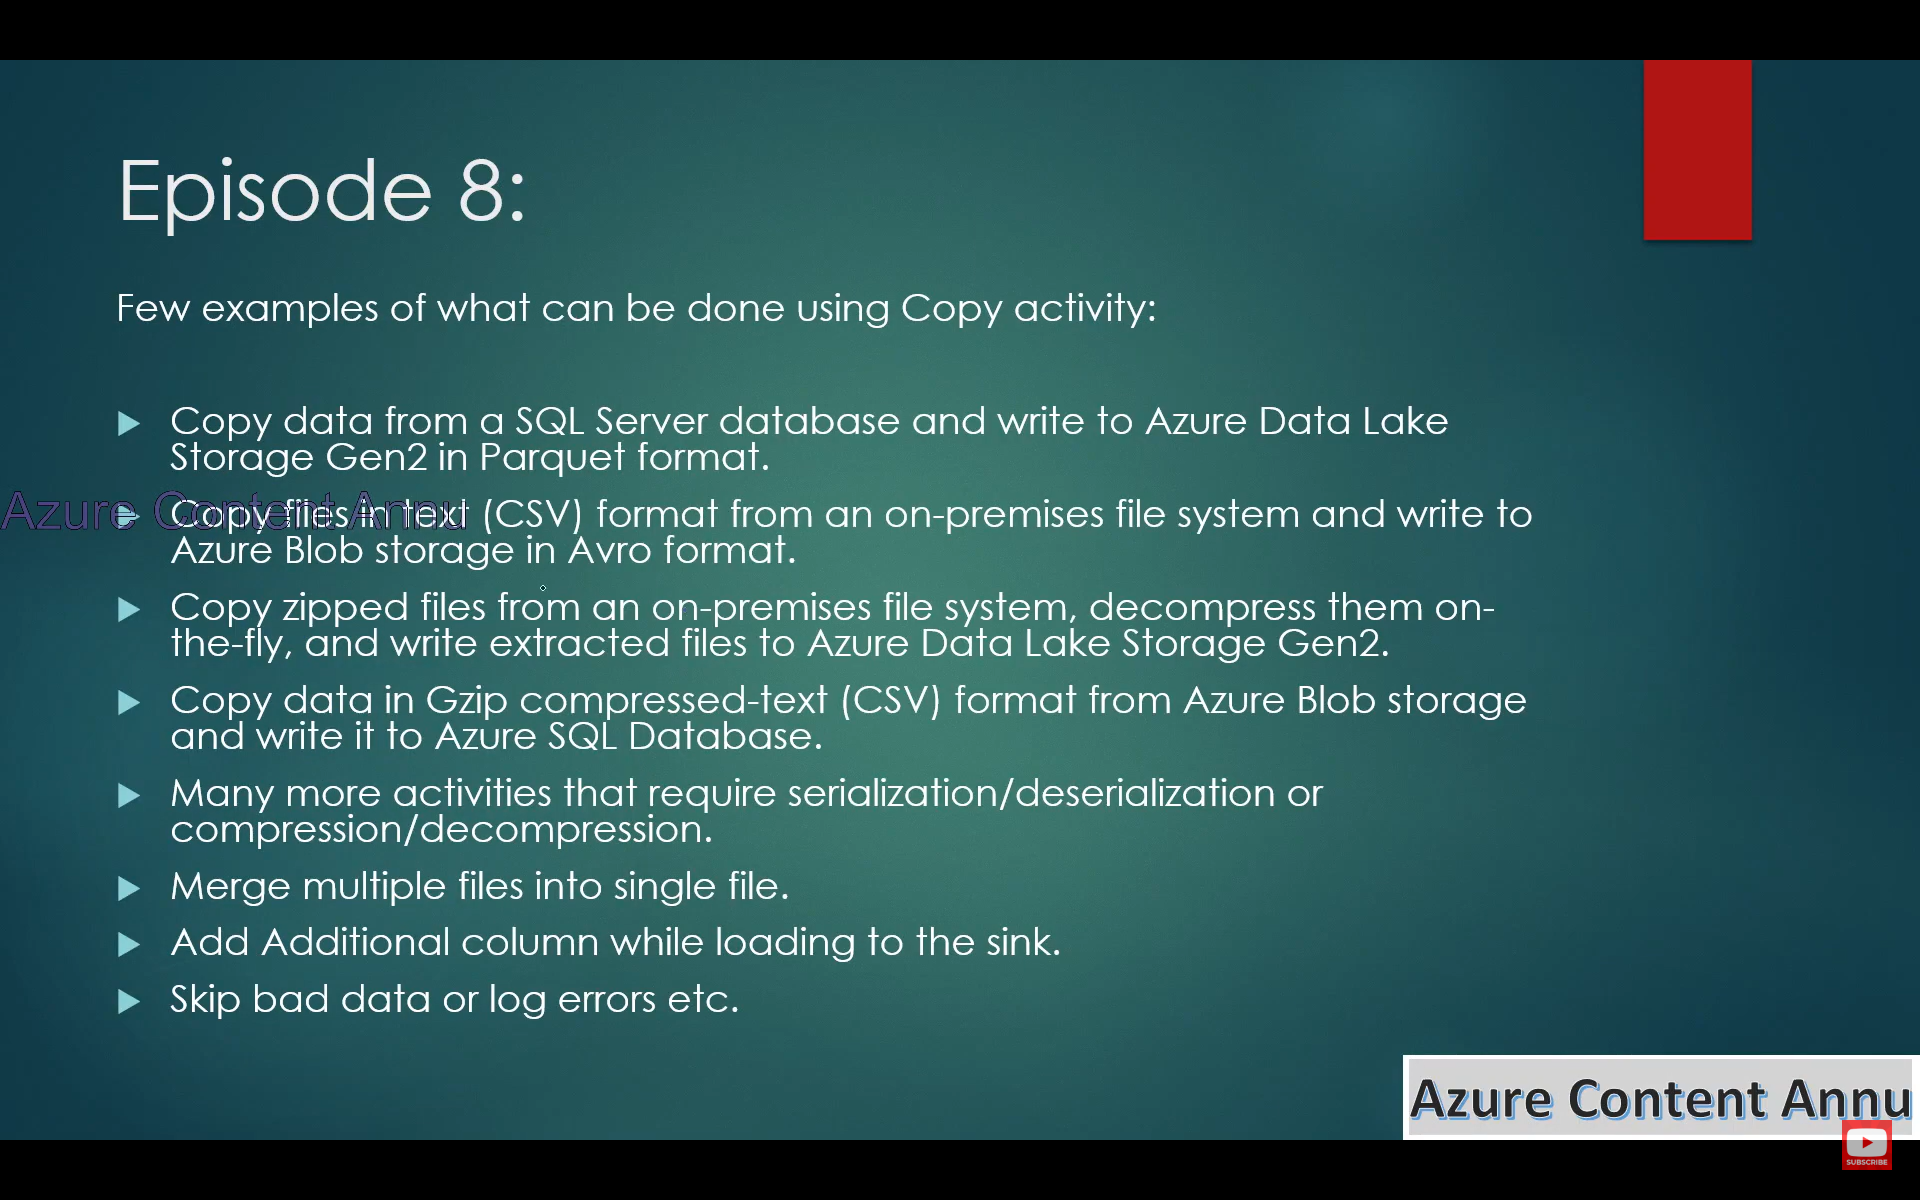 Episode 8:
Few examples of what can be done using Copy activity:
Copy data from a SQL Server database and write to Azure Data Lake
Storage Gen2 in Parquet format.
Azure Content Annu
Copy files in text (CSV) format from an on-premises file system and write to
Azure Blob storage in Avro format.
Copy zipped files from an on-premises file system, decompress them on-
the-fly, and write extracted files to Azure Data Lake Storage Gen2.
Copy data in Gzip compressed-text (CSV) format from Azure Blob storage
and write it to Azure SQL Database.
Many more activities that require serialization/deserialization or
compression/decompression.
Merge multiple files into single file.
Add Additional column while loading to the sink.
Skip bad data or log errors etc.
Azure Content Annu
SUBSCRIBE